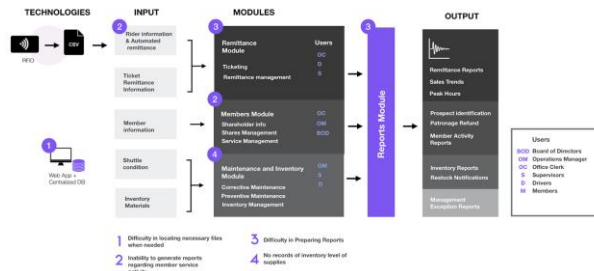 TECHNOLOGIES
INPUT
MODULES
OUTPUT
RFID
CSV
1
Web App +
Centralized DB
2
Rider information
& Automated
remittance
Ticket
Remittance
Information
Member
information
Shuttle
condition
Inventory
Materials
3
Remittance
Module
Ticketing
Remittance management
Users
OC
D
S
2
Members Module
Shareholder info
Shares Management
Service Management
OC
OM
BOD
4
Maintenance and Inventory
Module
Corrective Maintenance
Preventive Maintenance
Inventory Management
OM
S
D
3
Reports Module
Remittance Reports
Sales Trends
Peak Hours
Prospect identification
Patronage Refund
Member Activity
Reports
Inventory Reports
Restock Notifications
Management
Exception Reports
Users
BOD Board of Directors
OM Operations Manager
OC Office Clerk
S Supervisors
D Drivers
M Members
1 Difficulty in locating necessary files
when needed
2 Inability to generate reports
regarding member service
3 Difficulty in Preparing Reports
4 No records of inventory level of
supplies